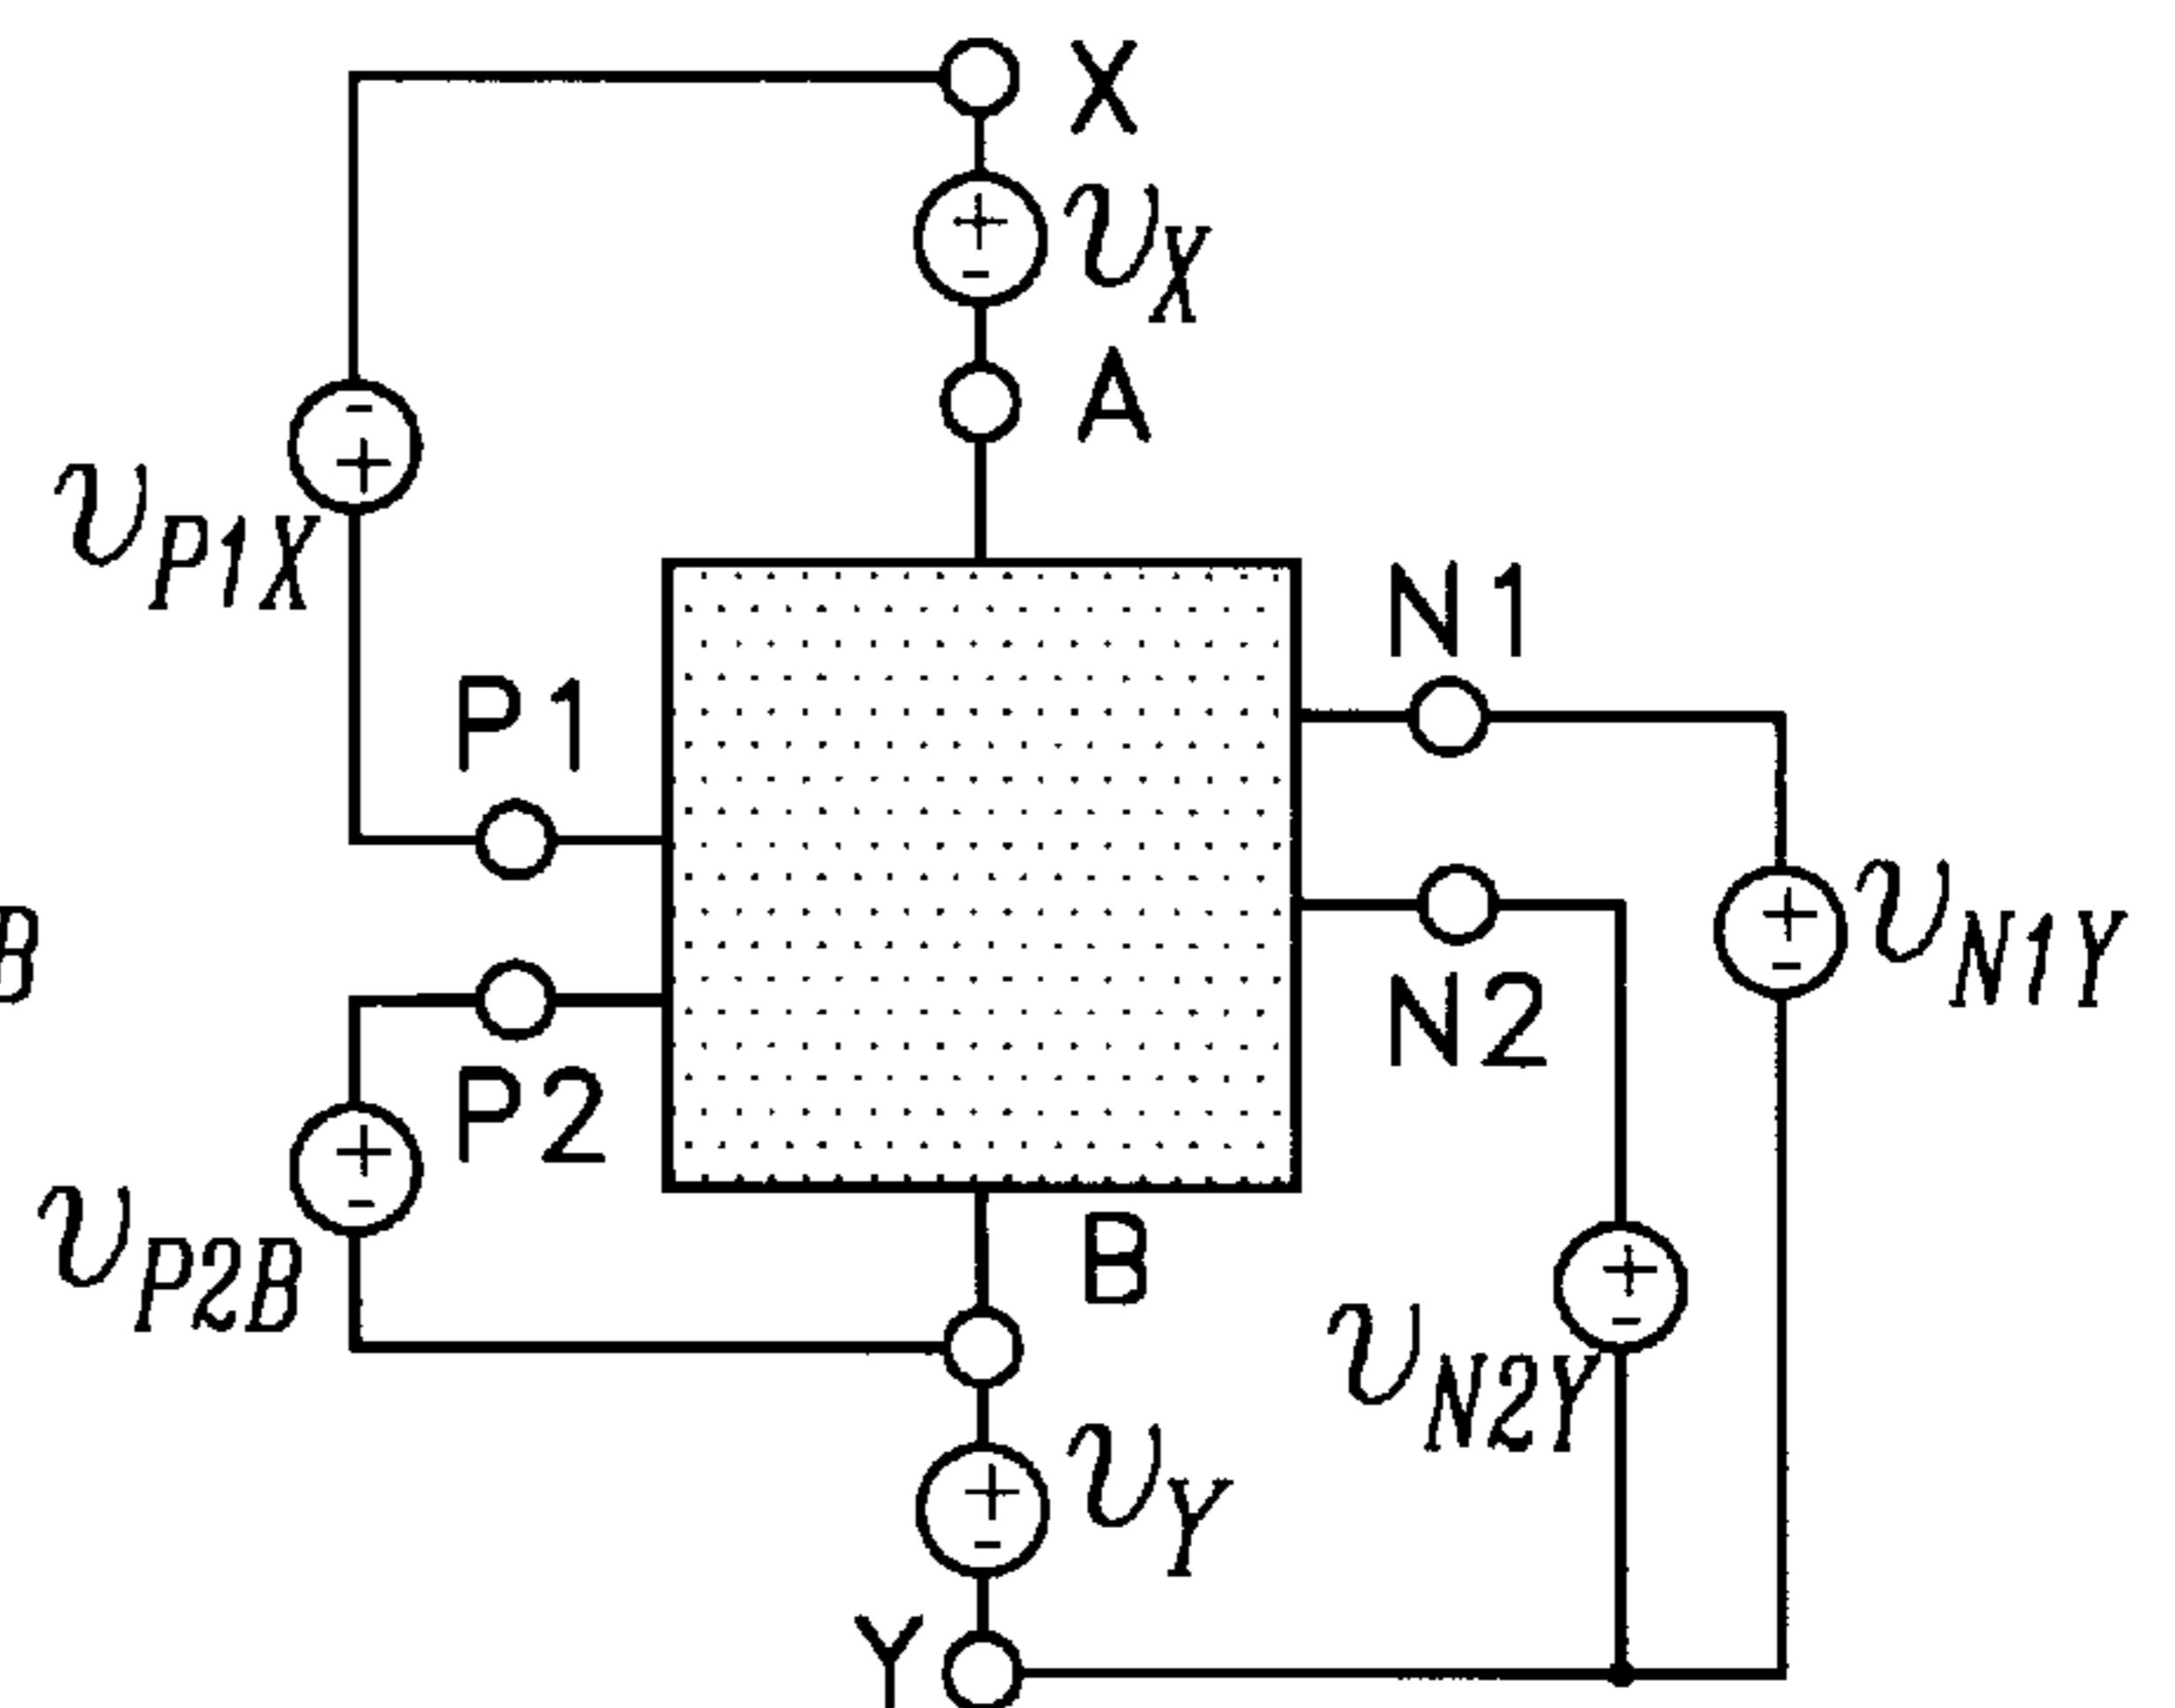 X
+
-
vX
A
-
+
vP1X
N1
P1
+
-
vN1Y
B
N2
P2
+
-
vP2B
B
+
-
vN2Y
+
-
vY
Y